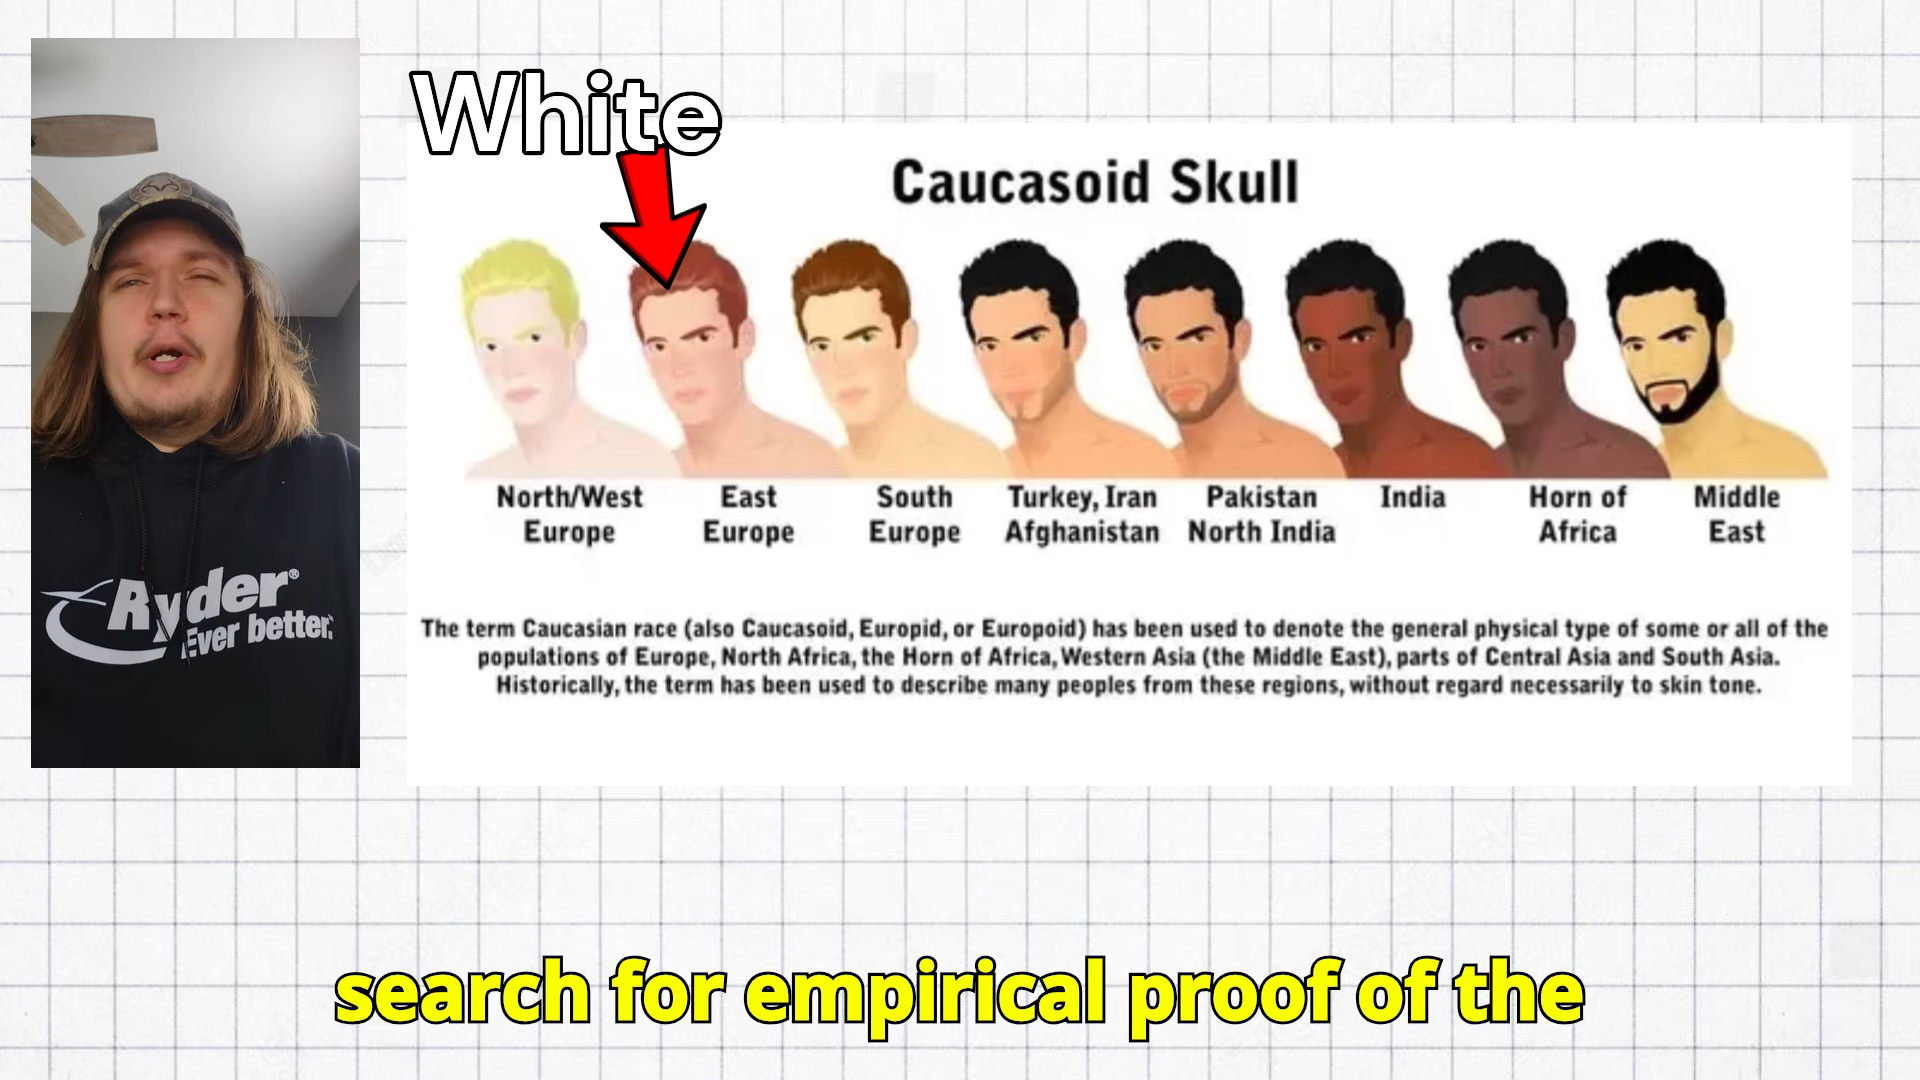 White
Caucasoid Skull
North/West
Europe
East
Europe
South
Europe
Turkey, Iran
Afghanistan
Pakistan
North India
India
Horn of
Africa
Middle
East
The term Caucasian race (also Caucasoid, Europid, or Europoid) has been used to denote the general physical type of some or all of the
populations of Europe, North Africa, the Horn of Africa, Western Asia (the Middle East), parts of Central Asia and South Asia.
Historically, the term has been used to describe many peoples from these regions, without regard necessarily to skin tone.
Ryder®
Ever better.
search for empirical proof of the